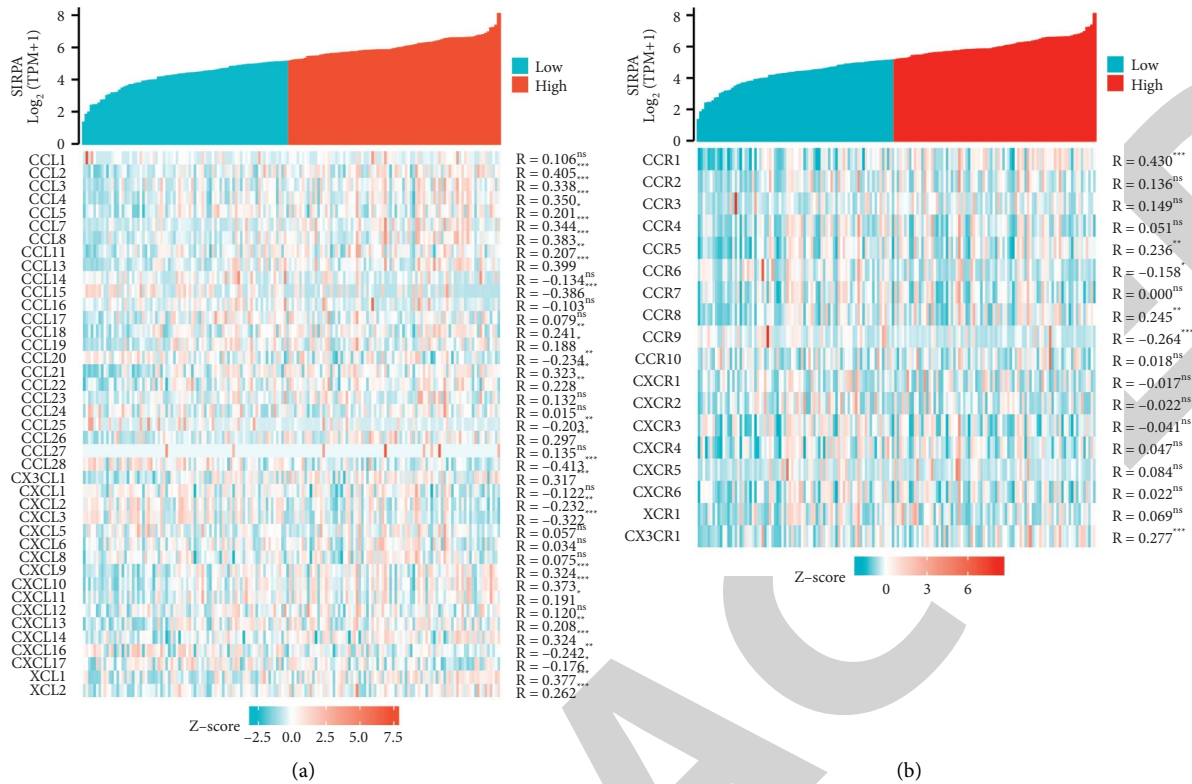 8
6
4
2
0
SIRPA
Log2 (TPM+1)
Low
High
CCL1 R = 0.106ns
CCL2 R = 0.405***
CCL3 R = 0.338***
CCL4 R = 0.350***
CCL5 R = 0.201*
CCL7 R = 0.344***
CCL8 R = 0.383***
CCL11 R = 0.207**
CCL13 R = 0.399***
CCL14 R = –0.134ns
CCL15 R = –0.386***
CCL16 R = –0.103ns
CCL17 R = 0.079ns
CCL18 R = 0.241**
CCL19 R = 0.188*
CCL20 R = –0.234**
CCL21 R = 0.323***
CCL22 R = 0.228**
CCL23 R = 0.132ns
CCL24 R = 0.015ns
CCL25 R = –0.203**
CCL26 R = 0.297***
CCL27 R = 0.135ns
CCL28 R = –0.413***
CX3CL1 R = 0.317***
CXCL1 R = –0.122ns
CXCL2 R = –0.232**
CXCL3 R = –0.322***
CXCL5 R = 0.057ns
CXCL6 R = 0.034ns
CXCL8 R = 0.075ns
CXCL9 R = 0.324***
CXCL10 R = 0.373***
CXCL11 R = 0.191*
CXCL12 R = 0.120ns
CXCL13 R = 0.208**
CXCL14 R = 0.324***
CXCL16 R = –0.242**
CXCL17 R = –0.176*
XCL1 R = 0.377***
XCL2 R = 0.262***
Z–score
–2.5 0.0 2.5 5.0 7.5
(a)
8
6
4
2
0
SIRPA
Log2 (TPM+1)
Low
High
CCR1 R = 0.430***
CCR2 R = 0.136ns
CCR3 R = 0.149ns
CCR4 R = 0.051ns
CCR5 R = 0.236**
CCR6 R = –0.158*
CCR7 R = 0.000ns
CCR8 R = 0.245**
CCR9 R = –0.264***
CCR10 R = 0.018ns
CXCR1 R = –0.017ns
CXCR2 R = –0.022ns
CXCR3 R = –0.041ns
CXCR4 R = 0.047ns
CXCR5 R = 0.084ns
CXCR6 R = 0.022ns
XCR1 R = 0.069ns
CX3CR1 R = 0.277***
Z–score
0 3 6
(b)